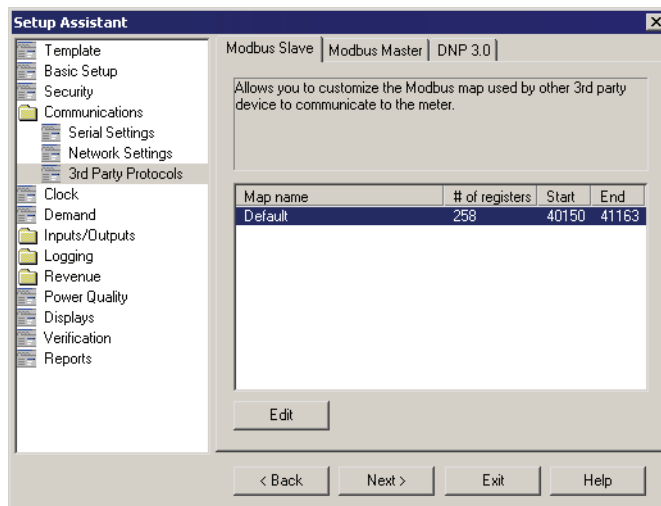 Setup Assistant
Template
Basic Setup
Security
Communications
Serial Settings
Network Settings
3rd Party Protocols
Clock
Demand
Inputs/Outputs
Logging
Revenue
Power Quality
Displays
Verification
Reports
Modbus Slave Modbus Master DNP 3.0
Allows you to customize the Modbus map used by other 3rd party
device to communicate to the meter.
Map name # of registers Start End
Default 258 40150 41163
Edit
< Back Next > Exit Help